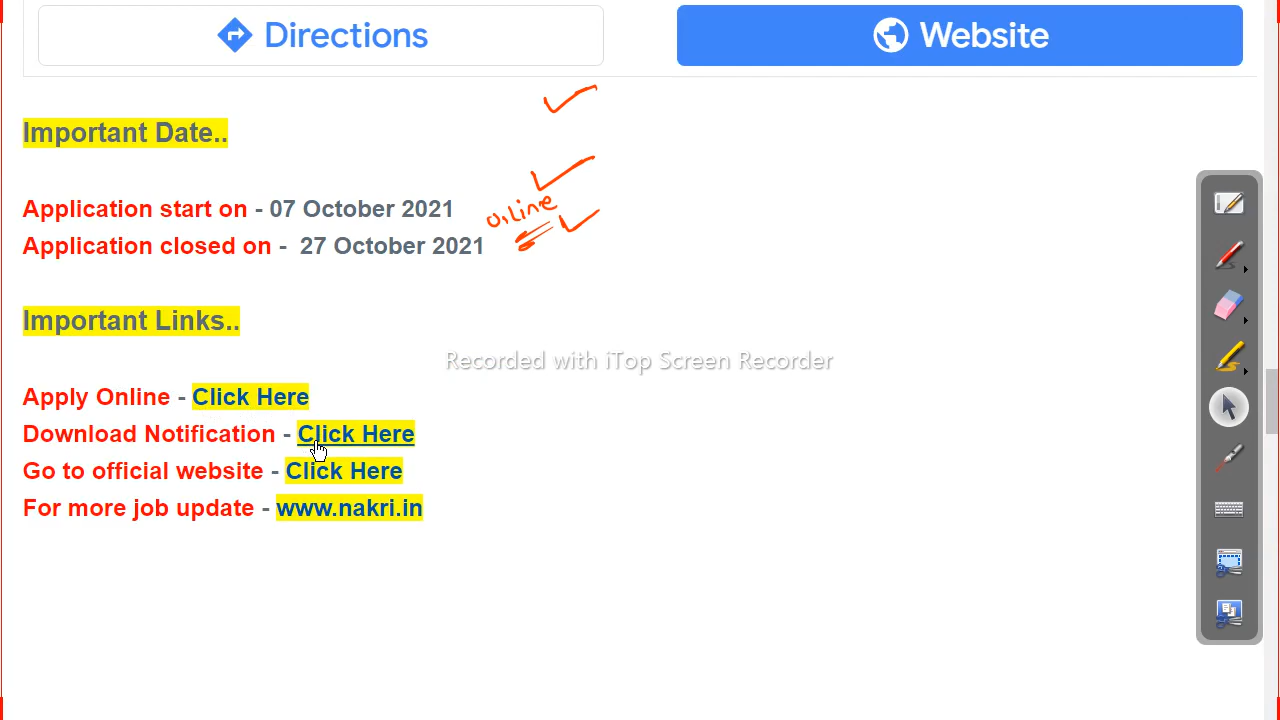 Directions
Website
Important Date..
Application start on - 07 October 2021
online
Application closed on - 27 October 2021
Important Links..
Recorded with iTop Screen Recorder
Apply Online - Click Here
Download Notification - Click Here
Go to official website - Click Here
For more job update - www.nakri.in